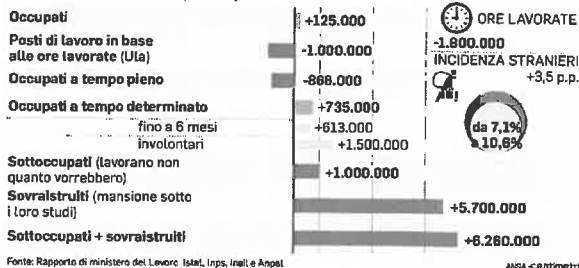 Occupati
+125.000
Posti di lavoro in base
alle ore lavorate (Ula)
-1.000.000
Occupati a tempo pieno
-868.000
Occupati a tempo determinato
+735.000
fino a 6 mesi
+613.000
involontari
+1.500.000
Sottoccupati (lavorano non
quanto vorrebbero)
+1.000.000
Sovraistruiti (mansione sotto
i loro studi)
+5.700.000
Sottoccupati + sovraistruiti
+6.260.000
ORE LAVORATE
-1.800.000
INCIDENZA STRANIERI
+3,5 p.p.
da 7,1%
a 10,6%
Fonte: Rapporto di ministero del Lavoro, Istat, Inps, Inail e Anpal
ANSA-centimetri